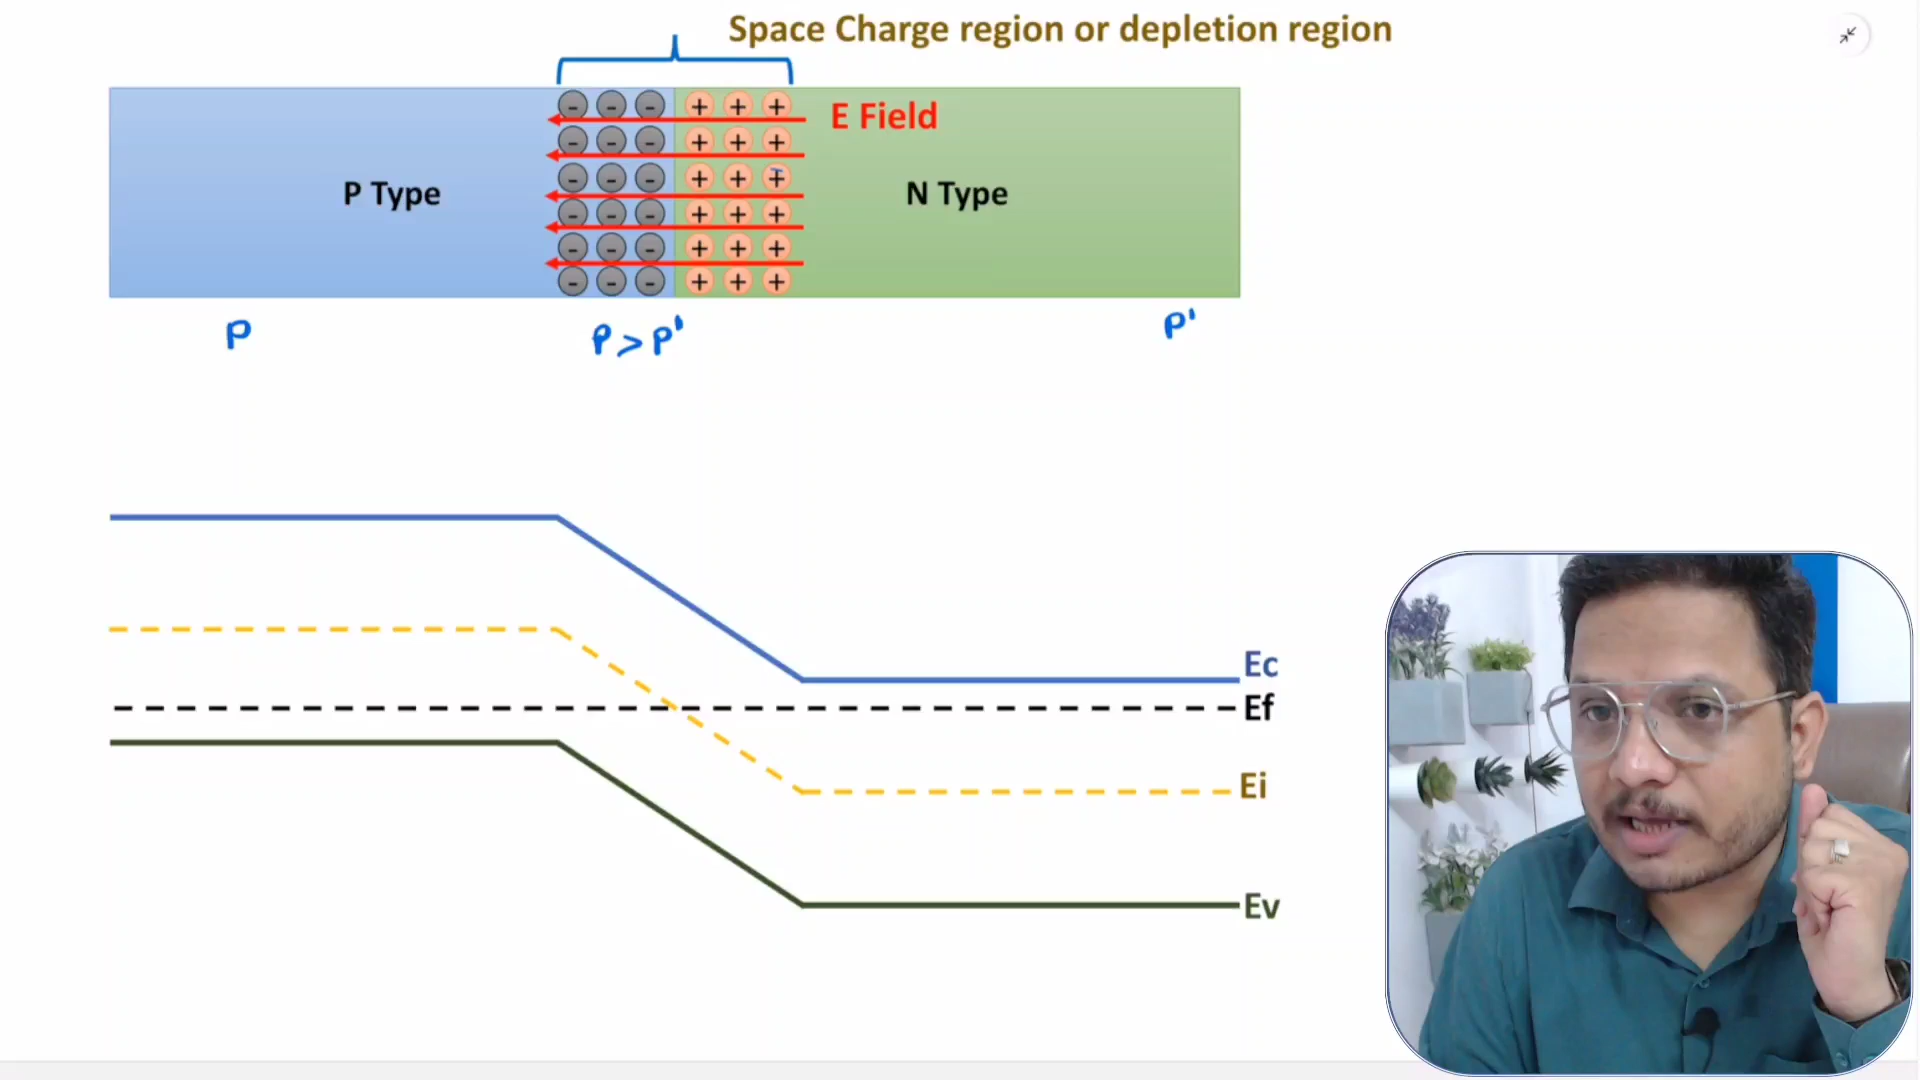 Space Charge region or depletion region
- - - + + + E Field
- - - + + +
P Type - - - + + + N Type
- - - + + +
- - - + + +
- - - + + +
P P > P' P'
Ec
Ef
Ei
Ev